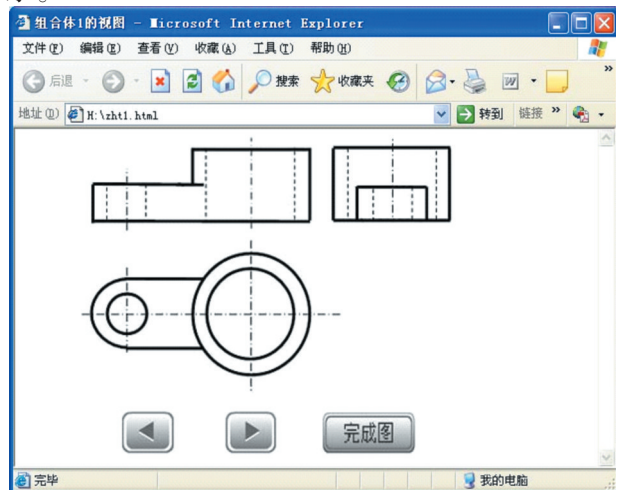 示。
组合体1的视图 - Microsoft Internet Explorer
文件(F) 编辑(E) 查看(V) 收藏(A) 工具(T) 帮助(H)
后退 搜索 收藏夹 »
地址(D) H:\zht1.html 转到 链接 »
完成图
完毕 我的电脑